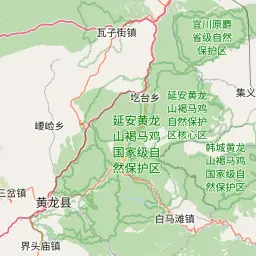 宜川原麝
省级自然
保护区
瓦子街镇
集义
圪台乡
延安黄龙
山褐马鸡
自然保护
区核心区
延安黄龙
山褐马鸡
国家级自
然保护区
崾崄乡
韩城黄龙
山褐马鸡
国家级自
然保护区
三岔镇
黄龙县
白马滩镇
界头庙镇